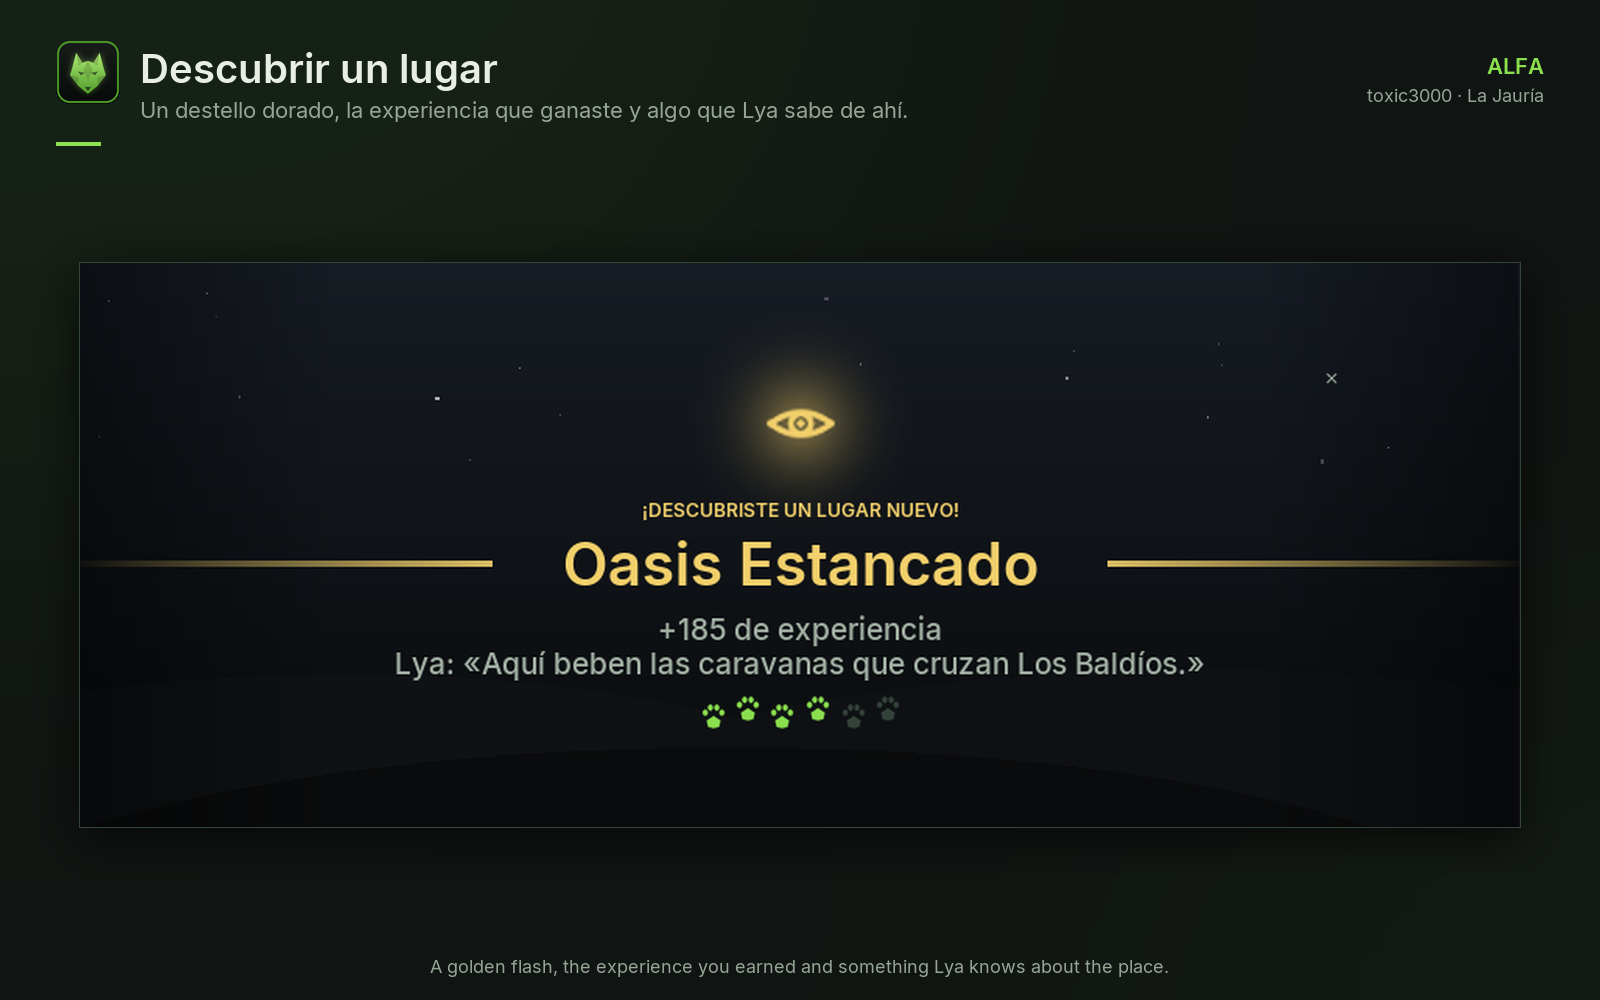 Descubrir un lugar
Un destello dorado, la experiencia que ganaste y algo que Lya sabe de ahí.
ALFA
toxic3000 · La Jauría
×
¡DESCUBRISTE UN LUGAR NUEVO!
Oasis Estancado
+185 de experiencia
Lya: «Aquí beben las caravanas que cruzan Los Baldíos.»
A golden flash, the experience you earned and something Lya knows about the place.